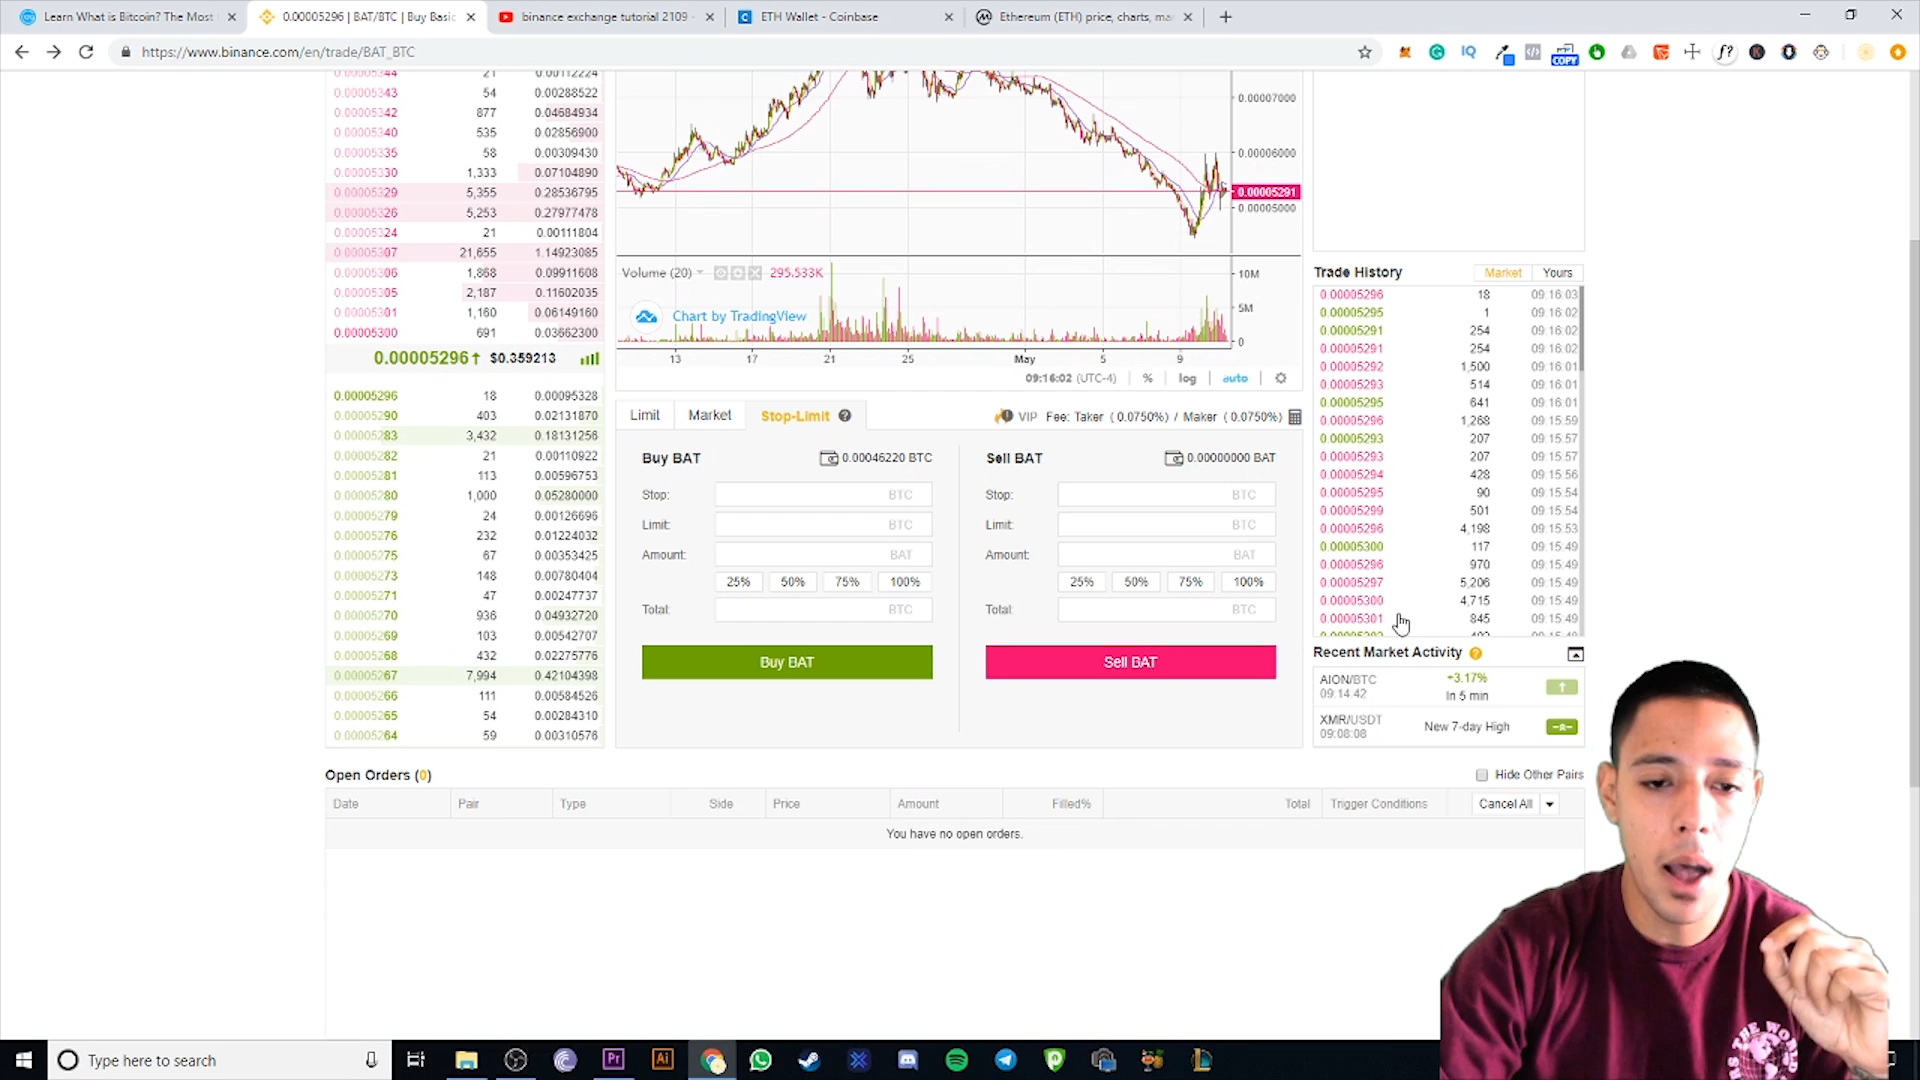 Learn What is Bitcoin? The Most
0.00005296 | BAT/BTC | Buy Basic
binance exchange tutorial 2109 -
ETH Wallet - Coinbase
Ethereum (ETH) price, charts, ma
https://www.binance.com/en/trade/BAT_BTC
COPY
0.00005344 21 0.00112224
0.00005343 54 0.00288522
0.00005342 877 0.04684934
0.00005340 535 0.02856900
0.00005335 58 0.00309430
0.00005330 1,333 0.07104890
0.00005329 5,355 0.28536795
0.00005326 5,253 0.27977478
0.00005324 21 0.00111804
0.00005307 21,655 1.14923085
0.00005306 1,868 0.09911608
0.00005305 2,187 0.11602035
0.00005301 1,160 0.06149160
0.00005300 691 0.03662300
0.00005296↑ $0.359213
0.00005296 18 0.00095328
0.00005290 403 0.02131870
0.00005283 3,432 0.18131256
0.00005282 21 0.00110922
0.00005281 113 0.00596753
0.00005280 1,000 0.05280000
0.00005279 24 0.00126696
0.00005276 232 0.01224032
0.00005275 67 0.00353425
0.00005273 148 0.00780404
0.00005271 47 0.00247737
0.00005270 936 0.04932720
0.00005269 103 0.00542707
0.00005268 432 0.02275776
0.00005267 7,994 0.42104398
0.00005266 111 0.00584526
0.00005265 54 0.00284310
0.00005264 59 0.00310576
0.00007000
0.00006000
0.00005291
0.00005000
Volume (20) 295.533K
10M
5M
0
Chart by TradingView
13 17 21 25 May 5 9
09:16:02 (UTC-4) % log auto
Limit Market Stop-Limit
VIP Fee: Taker ( 0.0750%) / Maker ( 0.0750%)
Buy BAT 0.00046220 BTC
Stop: BTC
Limit: BTC
Amount: BAT
25% 50% 75% 100%
Total: BTC
Buy BAT
Sell BAT 0.00000000 BAT
Stop: BTC
Limit: BTC
Amount: BAT
25% 50% 75% 100%
Total: BTC
Sell BAT
Trade History Market Yours
0.00005296 18 09:16:03
0.00005295 1 09:16:02
0.00005291 254 09:16:02
0.00005291 254 09:16:02
0.00005292 1,500 09:16:01
0.00005293 514 09:16:01
0.00005295 641 09:16:01
0.00005296 1,268 09:15:59
0.00005293 207 09:15:57
0.00005293 207 09:15:57
0.00005294 428 09:15:56
0.00005295 90 09:15:54
0.00005299 501 09:15:54
0.00005296 4,198 09:15:53
0.00005300 117 09:15:49
0.00005296 970 09:15:49
0.00005297 5,206 09:15:49
0.00005300 4,715 09:15:49
0.00005301 845 09:15:49
Recent Market Activity
AION/BTC +3.17%
09:14:42 In 5 min
XMR/USDT New 7-day High
09:08:08
Open Orders (0) Hide Other Pairs
Date Pair Type Side Price Amount Filled% Total Trigger Conditions Cancel All
You have no open orders.
Type here to search
Pr
Ai
THE WORLD